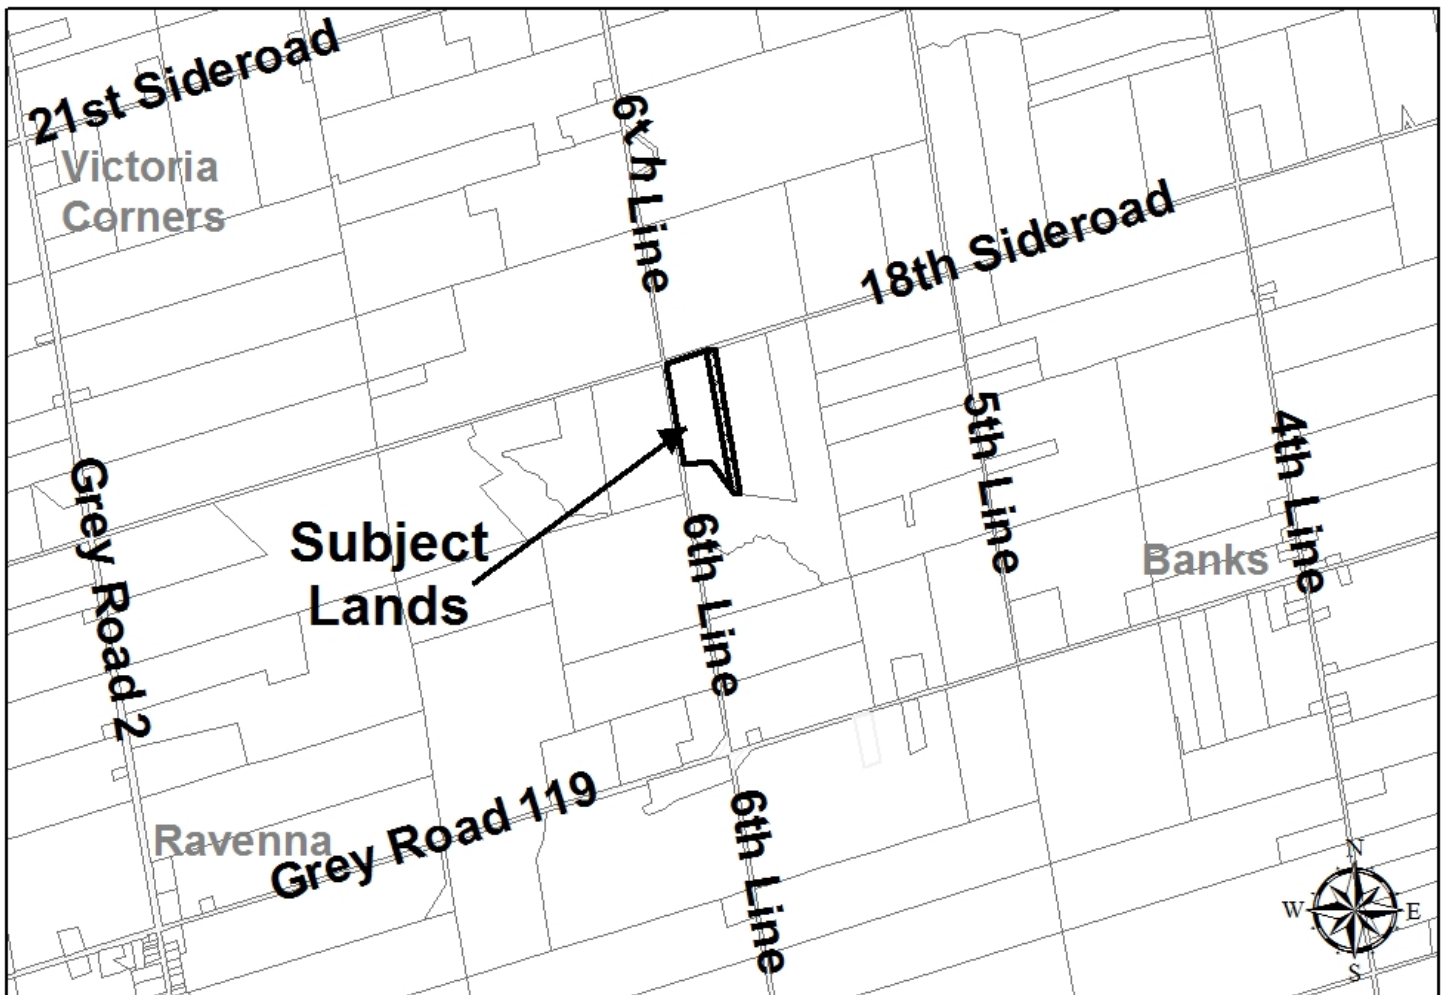 21st Sideroad
Victoria
Corners
6th Line
18th Sideroad
5th Line
4th Line
Grey Road 2
Subject
Lands
6th Line
Banks
Grey Road 119
Ravenna
6th Line
N
W
E
S